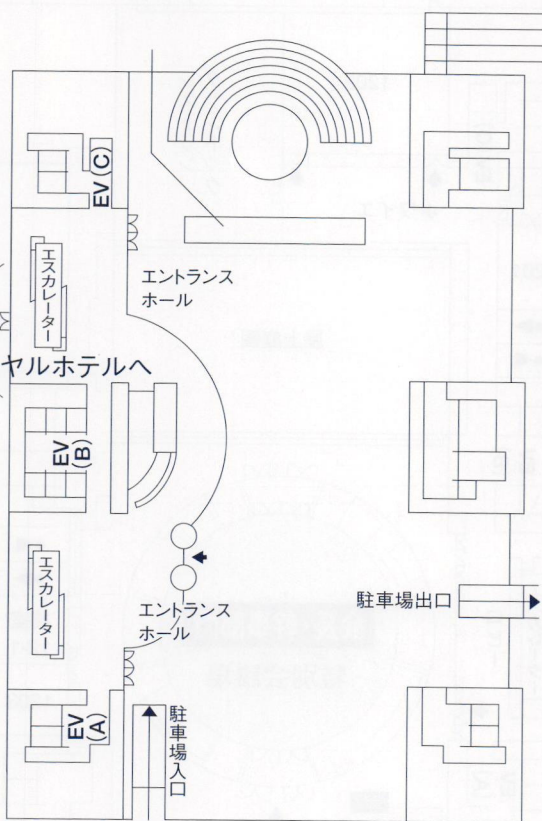 EV(C)
エスカレーター
エントランス
ホール
ヤルホテルへ
EV
(B)
エスカレーター
エントランス
ホール
駐車場出口
EV
(A)
駐車場入口